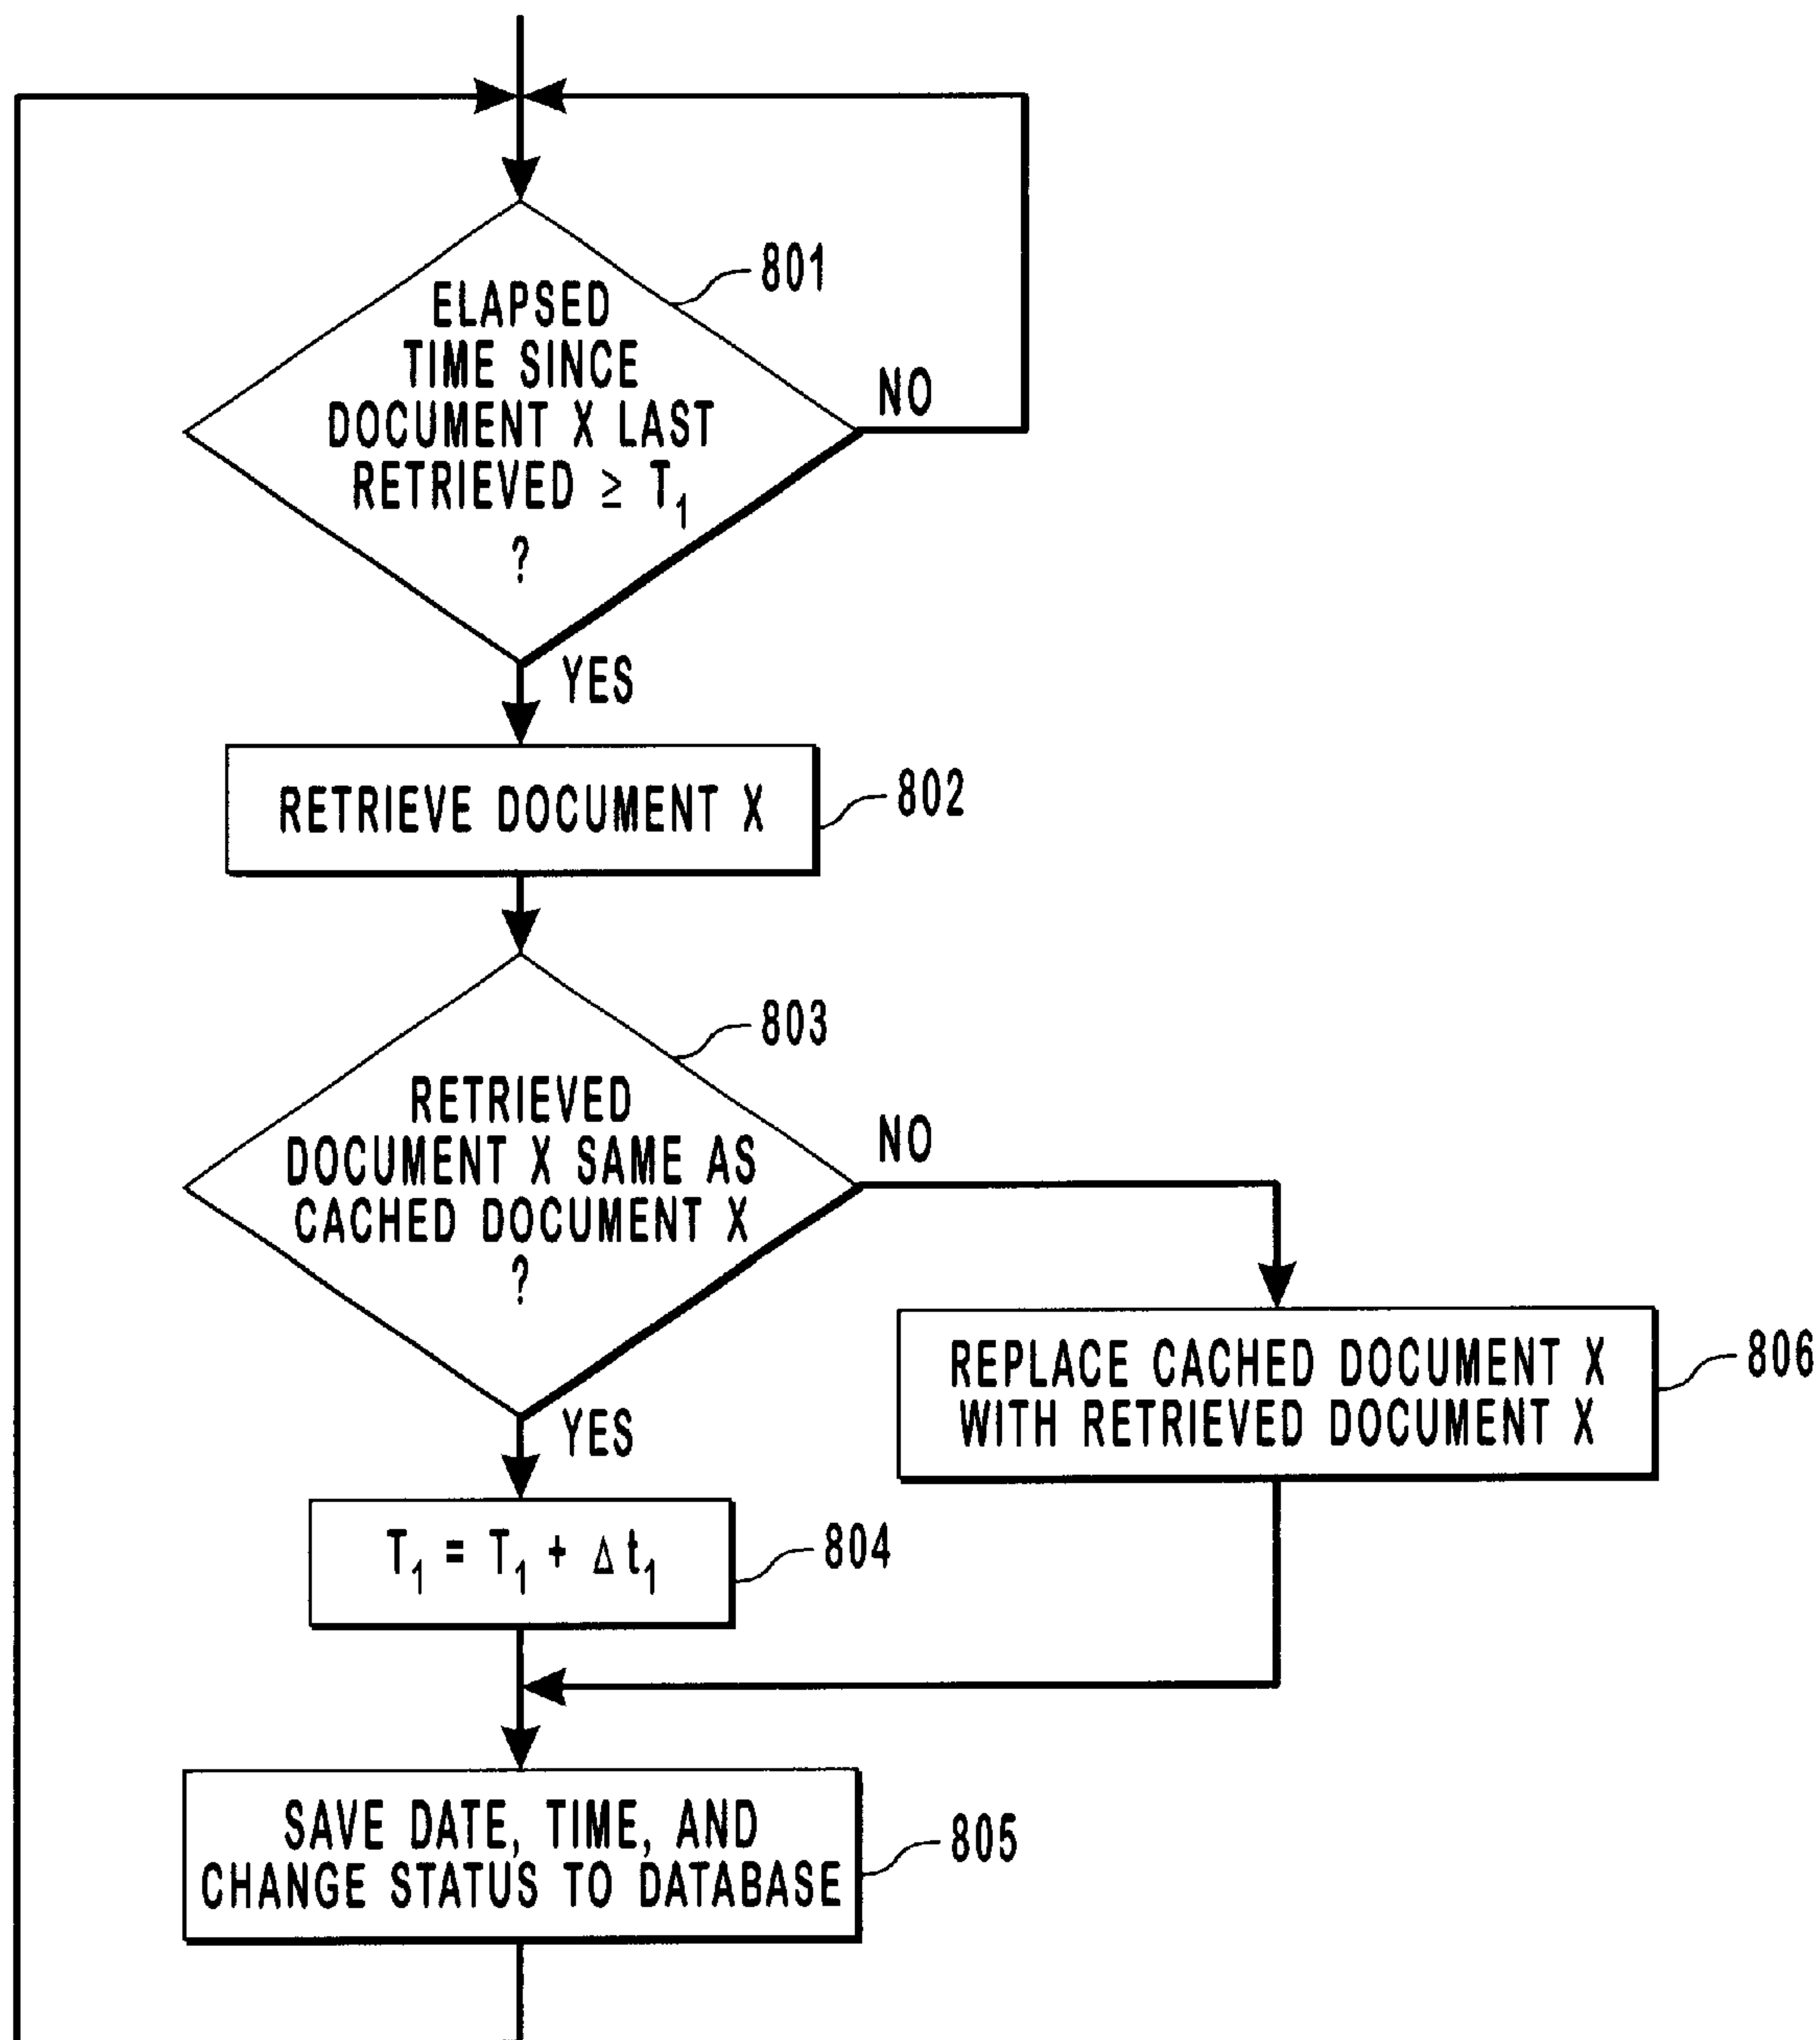 801
ELAPSED
TIME SINCE
DOCUMENT X LAST
RETRIEVED ≥ T₁
?
NO
YES
RETRIEVE DOCUMENT X
802
803
RETRIEVED
DOCUMENT X SAME AS
CACHED DOCUMENT X
?
NO
YES
REPLACE CACHED DOCUMENT X
WITH RETRIEVED DOCUMENT X
806
T₁ = T₁ + Δt₁
804
SAVE DATE, TIME, AND
CHANGE STATUS TO DATABASE
805